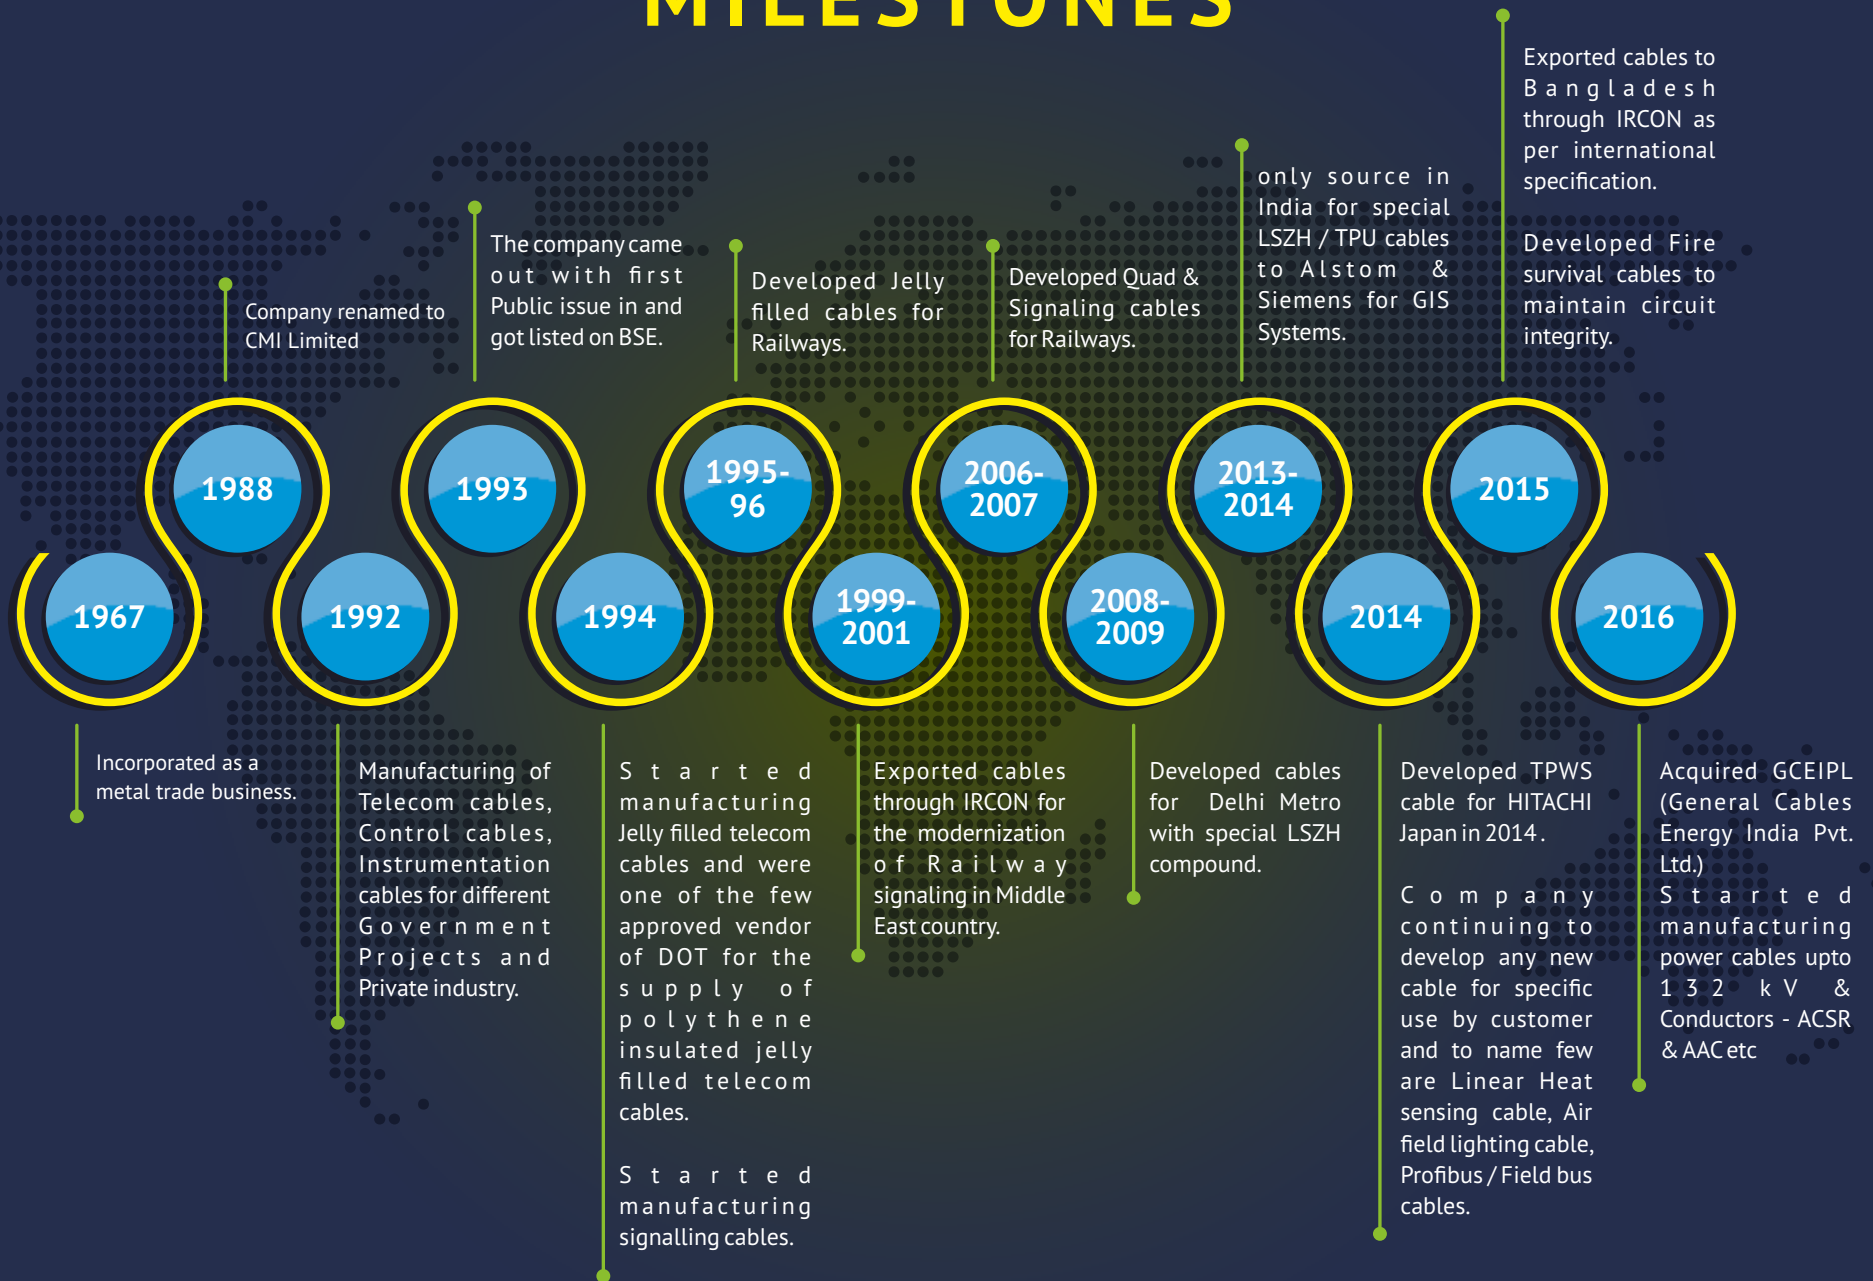 MILESTONES
1967
Incorporated as a
metal trade business.
1988
Company renamed to
CMI Limited
1992
Manufacturing of
Telecom cables,
Control cables,
Instrumentation
cables for different
Government
Projects and
Private industry.
1993
The company came
out with first
Public issue in and
got listed on BSE.
1994
Started
manufacturing
Jelly filled telecom
cables and were
one of the few
approved vendor
of DOT for the
supply of
polythene
insulated jelly
filled telecom
cables.
Started
manufacturing
signalling cables.
1995-
96
Developed Jelly
filled cables for
Railways.
1999-
2001
Exported cables
through IRCON for
the modernization
of Railway
signaling in Middle
East country.
2006-
2007
Developed Quad &
Signaling cables
for Railways.
2008-
2009
Developed cables
for Delhi Metro
with special LSZH
compound.
2013-
2014
only source in
India for special
LSZH / TPU cables
to Alstom &
Siemens for GIS
Systems.
2014
Developed TPWS
cable for HITACHI
Japan in 2014.
Company
continuing to
develop any new
cable for specific
use by customer
and to name few
are Linear Heat
sensing cable, Air
field lighting cable,
Profibus / Field bus
cables.
2015
Exported cables to
Bangladesh
through IRCON as
per international
specification.
Developed Fire
survival cables to
maintain circuit
integrity.
2016
Acquired GCEIPL
(General Cables
Energy India Pvt.
Ltd.)
Started
manufacturing
power cables upto
132 kV &
Conductors - ACSR
& AAC etc